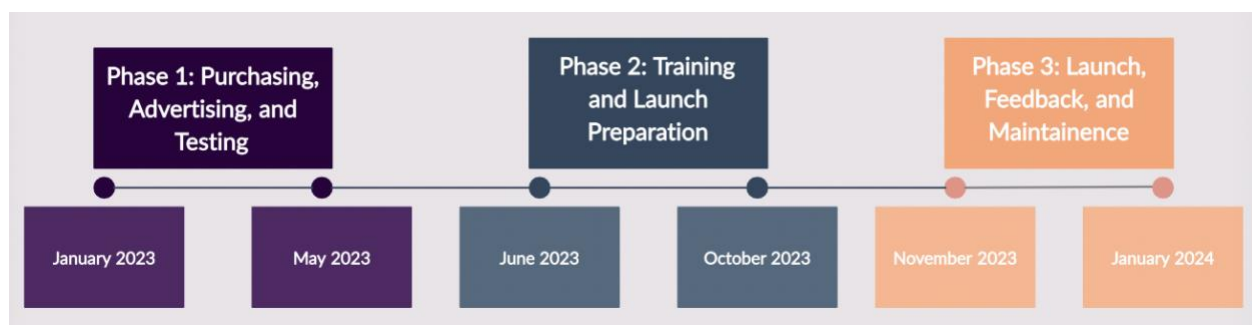 Phase 1: Purchasing,
Advertising, and
Testing
Phase 2: Training
and Launch
Preparation
Phase 3: Launch,
Feedback, and
Maintainence
January 2023
May 2023
June 2023
October 2023
November 2023
January 2024